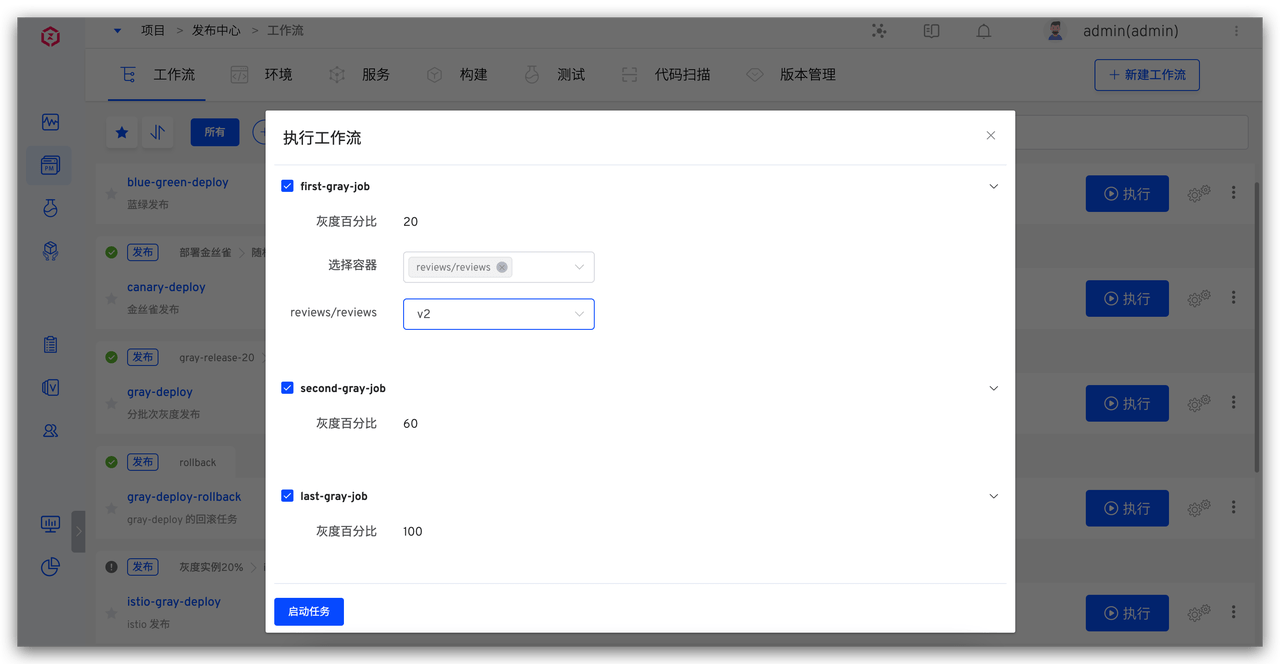 项目 > 发布中心 > 工作流
admin(admin)
工作流 环境 服务 构建 测试 代码扫描 版本管理
+ 新建工作流
所有
执行工作流
first-gray-job
灰度百分比 20
选择容器 reviews/reviews
reviews/reviews v2
second-gray-job
灰度百分比 60
last-gray-job
灰度百分比 100
启动任务
blue-green-deploy
蓝绿发布
执行
发布 部署金丝雀 > 随
canary-deploy
金丝雀发布
执行
发布 gray-release-20
gray-deploy
分批次灰度发布
执行
发布 rollback
gray-deploy-rollback
gray-deploy 的回滚任务
执行
发布 灰度实例20% >
istio-gray-deploy
istio 发布
执行